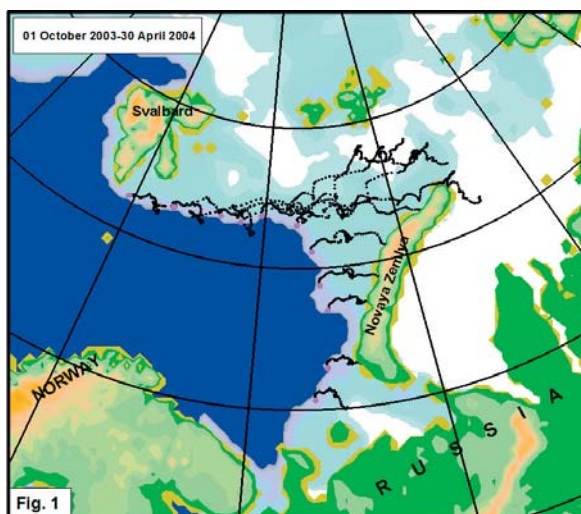 01 October 2003-30 April 2004
Svalbard
Novaya Zemlya
NORWAY
RUSSIA
Fig. 1